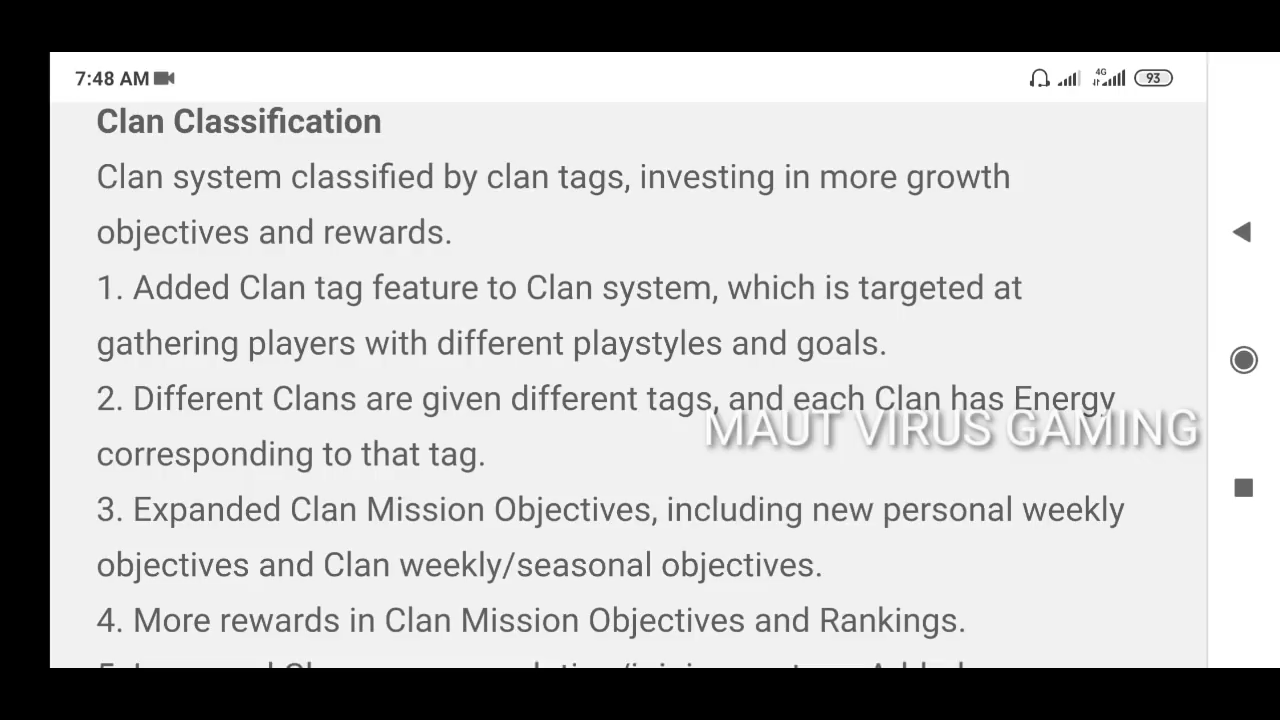 7:48 AM
4G
93
Clan Classification
Clan system classified by clan tags, investing in more growth
objectives and rewards.
1. Added Clan tag feature to Clan system, which is targeted at
gathering players with different playstyles and goals.
2. Different Clans are given different tags, and each Clan has Energy
MAUT VIRUS GAMING
corresponding to that tag.
3. Expanded Clan Mission Objectives, including new personal weekly
objectives and Clan weekly/seasonal objectives.
4. More rewards in Clan Mission Objectives and Rankings.